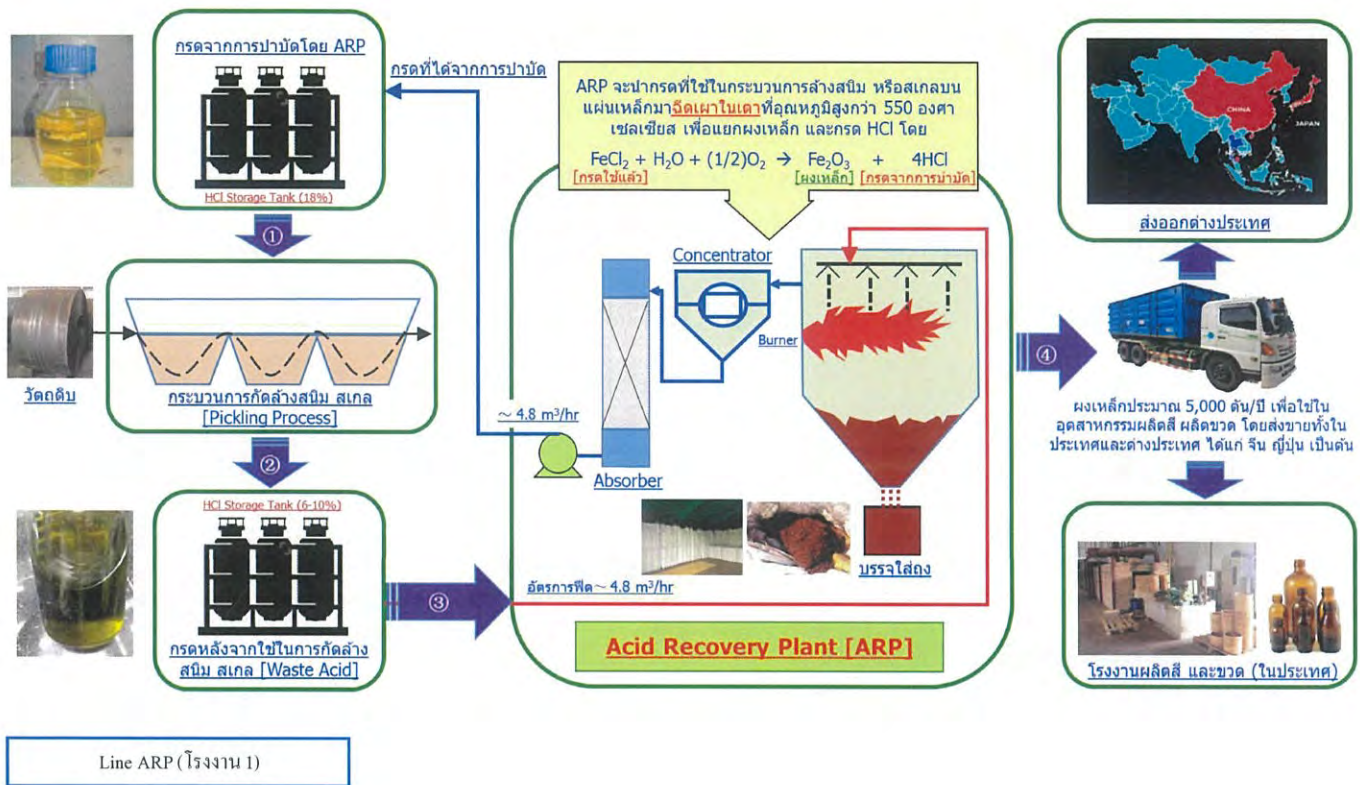 กรดจากการบำบัดโดย ARP
HCl Storage Tank (18%)
กรดที่ได้จากการบำบัด
①
วัตถุดิบ
กระบวนการกัดล้างสนิม สเกล
[Pickling Process]
②
HCl Storage Tank (6-10%)
กรดหลังจากใช้ในการกัดล้าง
สนิม สเกล [Waste Acid]
③
ARP จะนำกรดที่ใช้ในกระบวนการล้างสนิม หรือสเกลบน
แผ่นเหล็กมาฉีดเผาในเตาที่อุณหภูมิสูงกว่า 550 องศา
เซลเซียส เพื่อแยกผงเหล็ก และกรด HCl โดย
FeCl₂ + H₂O + (1/2)O₂ → Fe₂O₃ + 4HCl
[กรดใช้แล้ว] [ผงเหล็ก] [กรดจากการบำบัด]
Concentrator
Burner
~ 4.8 m³/hr
Absorber
บรรจุใส่ถุง
อัตราการฟีด ~ 4.8 m³/hr
Acid Recovery Plant [ARP]
④
CHINA
JAPAN
ส่งออกต่างประเทศ
ผงเหล็กประมาณ 5,000 ตัน/ปี เพื่อใช้ใน
อุตสาหกรรมผลิตสี ผลิตขวด โดยส่งขายทั้งใน
ประเทศและต่างประเทศ ได้แก่ จีน ญี่ปุ่น เป็นต้น
โรงงานผลิตสี และขวด (ในประเทศ)
Line ARP (โรงงาน 1)